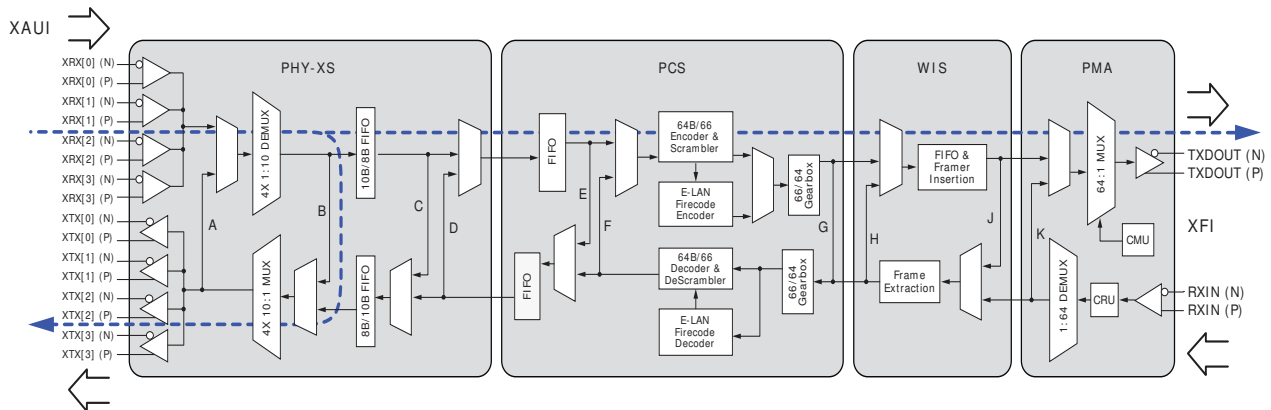 XAUI
PHY-XS
PCS
WIS
PMA
XRX[0] (N)
XRX[0] (P)
XRX[1] (N)
XRX[1] (P)
XRX[2] (N)
XRX[2] (P)
XRX[3] (N)
XRX[3] (P)
XTX[0] (N)
XTX[0] (P)
XTX[1] (N)
XTX[1] (P)
XTX[2] (N)
XTX[2] (P)
XTX[3] (N)
XTX[3] (P)
A
4X 1:10 DEMUX
4X 10:1 MUX
B
10B/8B FIFO
8B/10B FIFO
C
D
FIFO
FIFO
E
F
64B/66
Encoder &
Scrambler
E-LAN
Firecode
Encoder
64B/66
Decoder &
DeScrambler
E-LAN
Firecode
Decoder
66/64
Gearbox
66/64
Gearbox
G
H
FIFO &
Framer
Insertion
Frame
Extraction
J
K
64:1 MUX
1:64 DEMUX
CMU
CRU
TXDOUT (N)
TXDOUT (P)
XFI
RXIN (N)
RXIN (P)